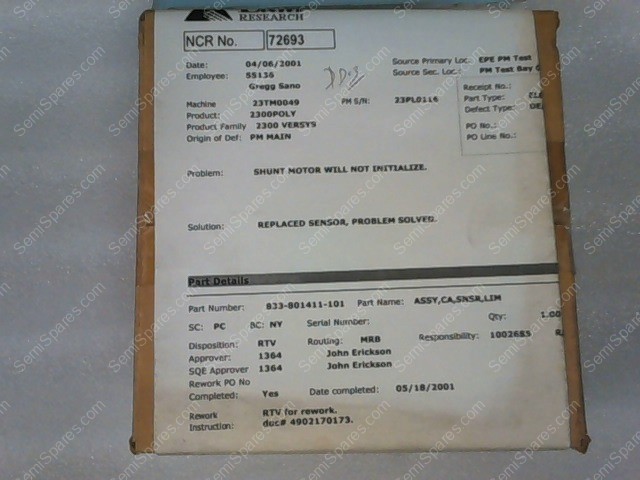 RESEARCH
NCR No. 72693
Date: 04/06/2001
Employee: 55136
Gregg Sano
Source Primary Loc.: EPE PM Test
Source Sec. Loc.: PM Test Bay
Machine 23TM0049 PM S/N: 23PL0116
Product: 2300POLY
Product Family 2300 VERSYS
Origin of Def: PM MAIN
Receipt No.:
Part Type: ELE
Defect Type:
PO No.:
PO Line No.:
Problem: SHUNT MOTOR WILL NOT INITIALIZE.
Solution: REPLACED SENSOR, PROBLEM SOLVED.
Part Details
Part Number: 833-801411-101 Part Name: ASSY,CA,SNSR,LIM
SC: PC BC: NY Serial Number: Qty: 1.00
Disposition: RTV Routing: MRB Responsibility: 1002685
Approver: 1364 John Erickson
SQE Approver 1364 John Erickson
Rework PO No
Completed: Yes Date completed: 05/18/2001
Rework Instruction: RTV for rework.
doc# 4902170173.
SemiSpares.com